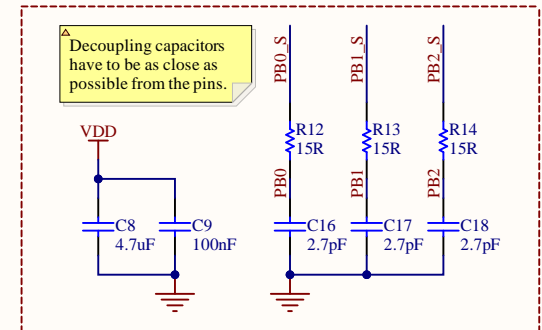 Decoupling capacitors
have to be as close as
possible from the pins.
PB0_S
PB1_S
PB2_S
VDD
R12
15R
R13
15R
R14
15R
PB0
PB1
PB2
C8
4.7uF
C9
100nF
C16
2.7pF
C17
2.7pF
C18
2.7pF